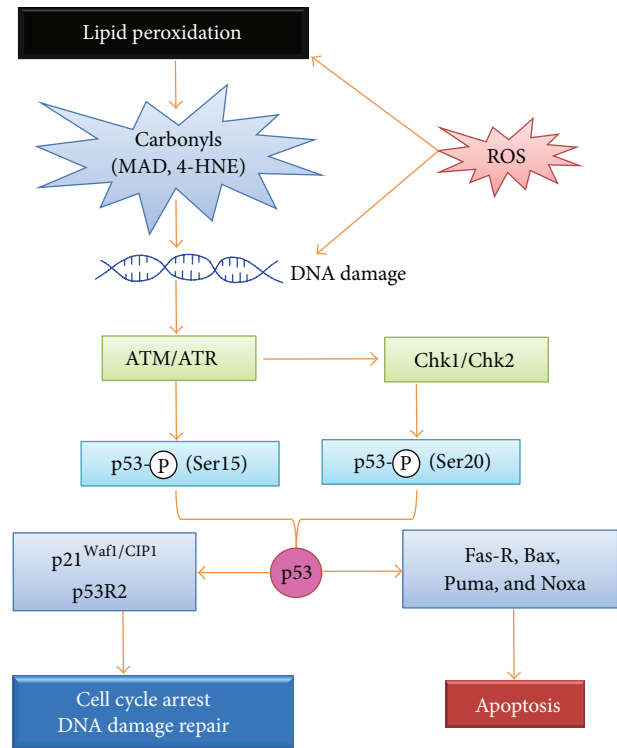 Lipid peroxidation
Carbonyls
(MAD, 4-HNE)
ROS
DNA damage
ATM/ATR
Chk1/Chk2
p53-P (Ser15)
p53-P (Ser20)
p21Waf1/CIP1
p53R2
p53
Fas-R, Bax,
Puma, and Noxa
Cell cycle arrest
DNA damage repair
Apoptosis